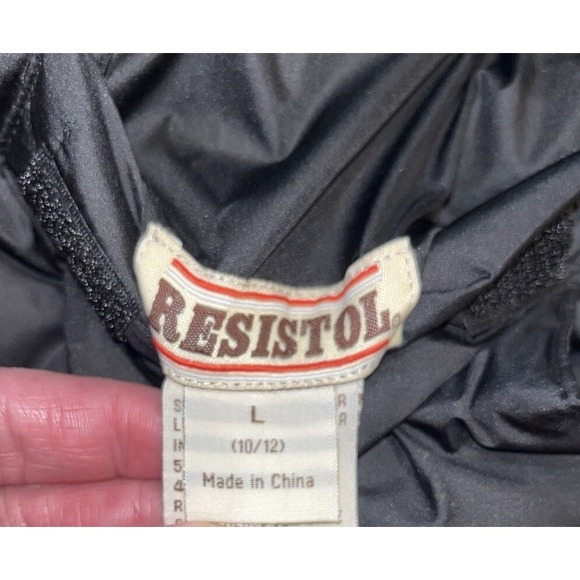 RESISTOL
L
(10/12)
Made in China